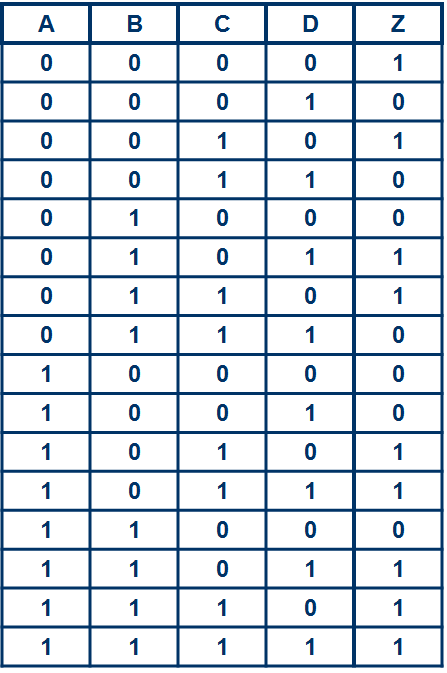 A B C D Z
0 0 0 0 1
0 0 0 1 0
0 0 1 0 1
0 0 1 1 0
0 1 0 0 0
0 1 0 1 1
0 1 1 0 1
0 1 1 1 0
1 0 0 0 0
1 0 0 1 0
1 0 1 0 1
1 0 1 1 1
1 1 0 0 0
1 1 0 1 1
1 1 1 0 1
1 1 1 1 1